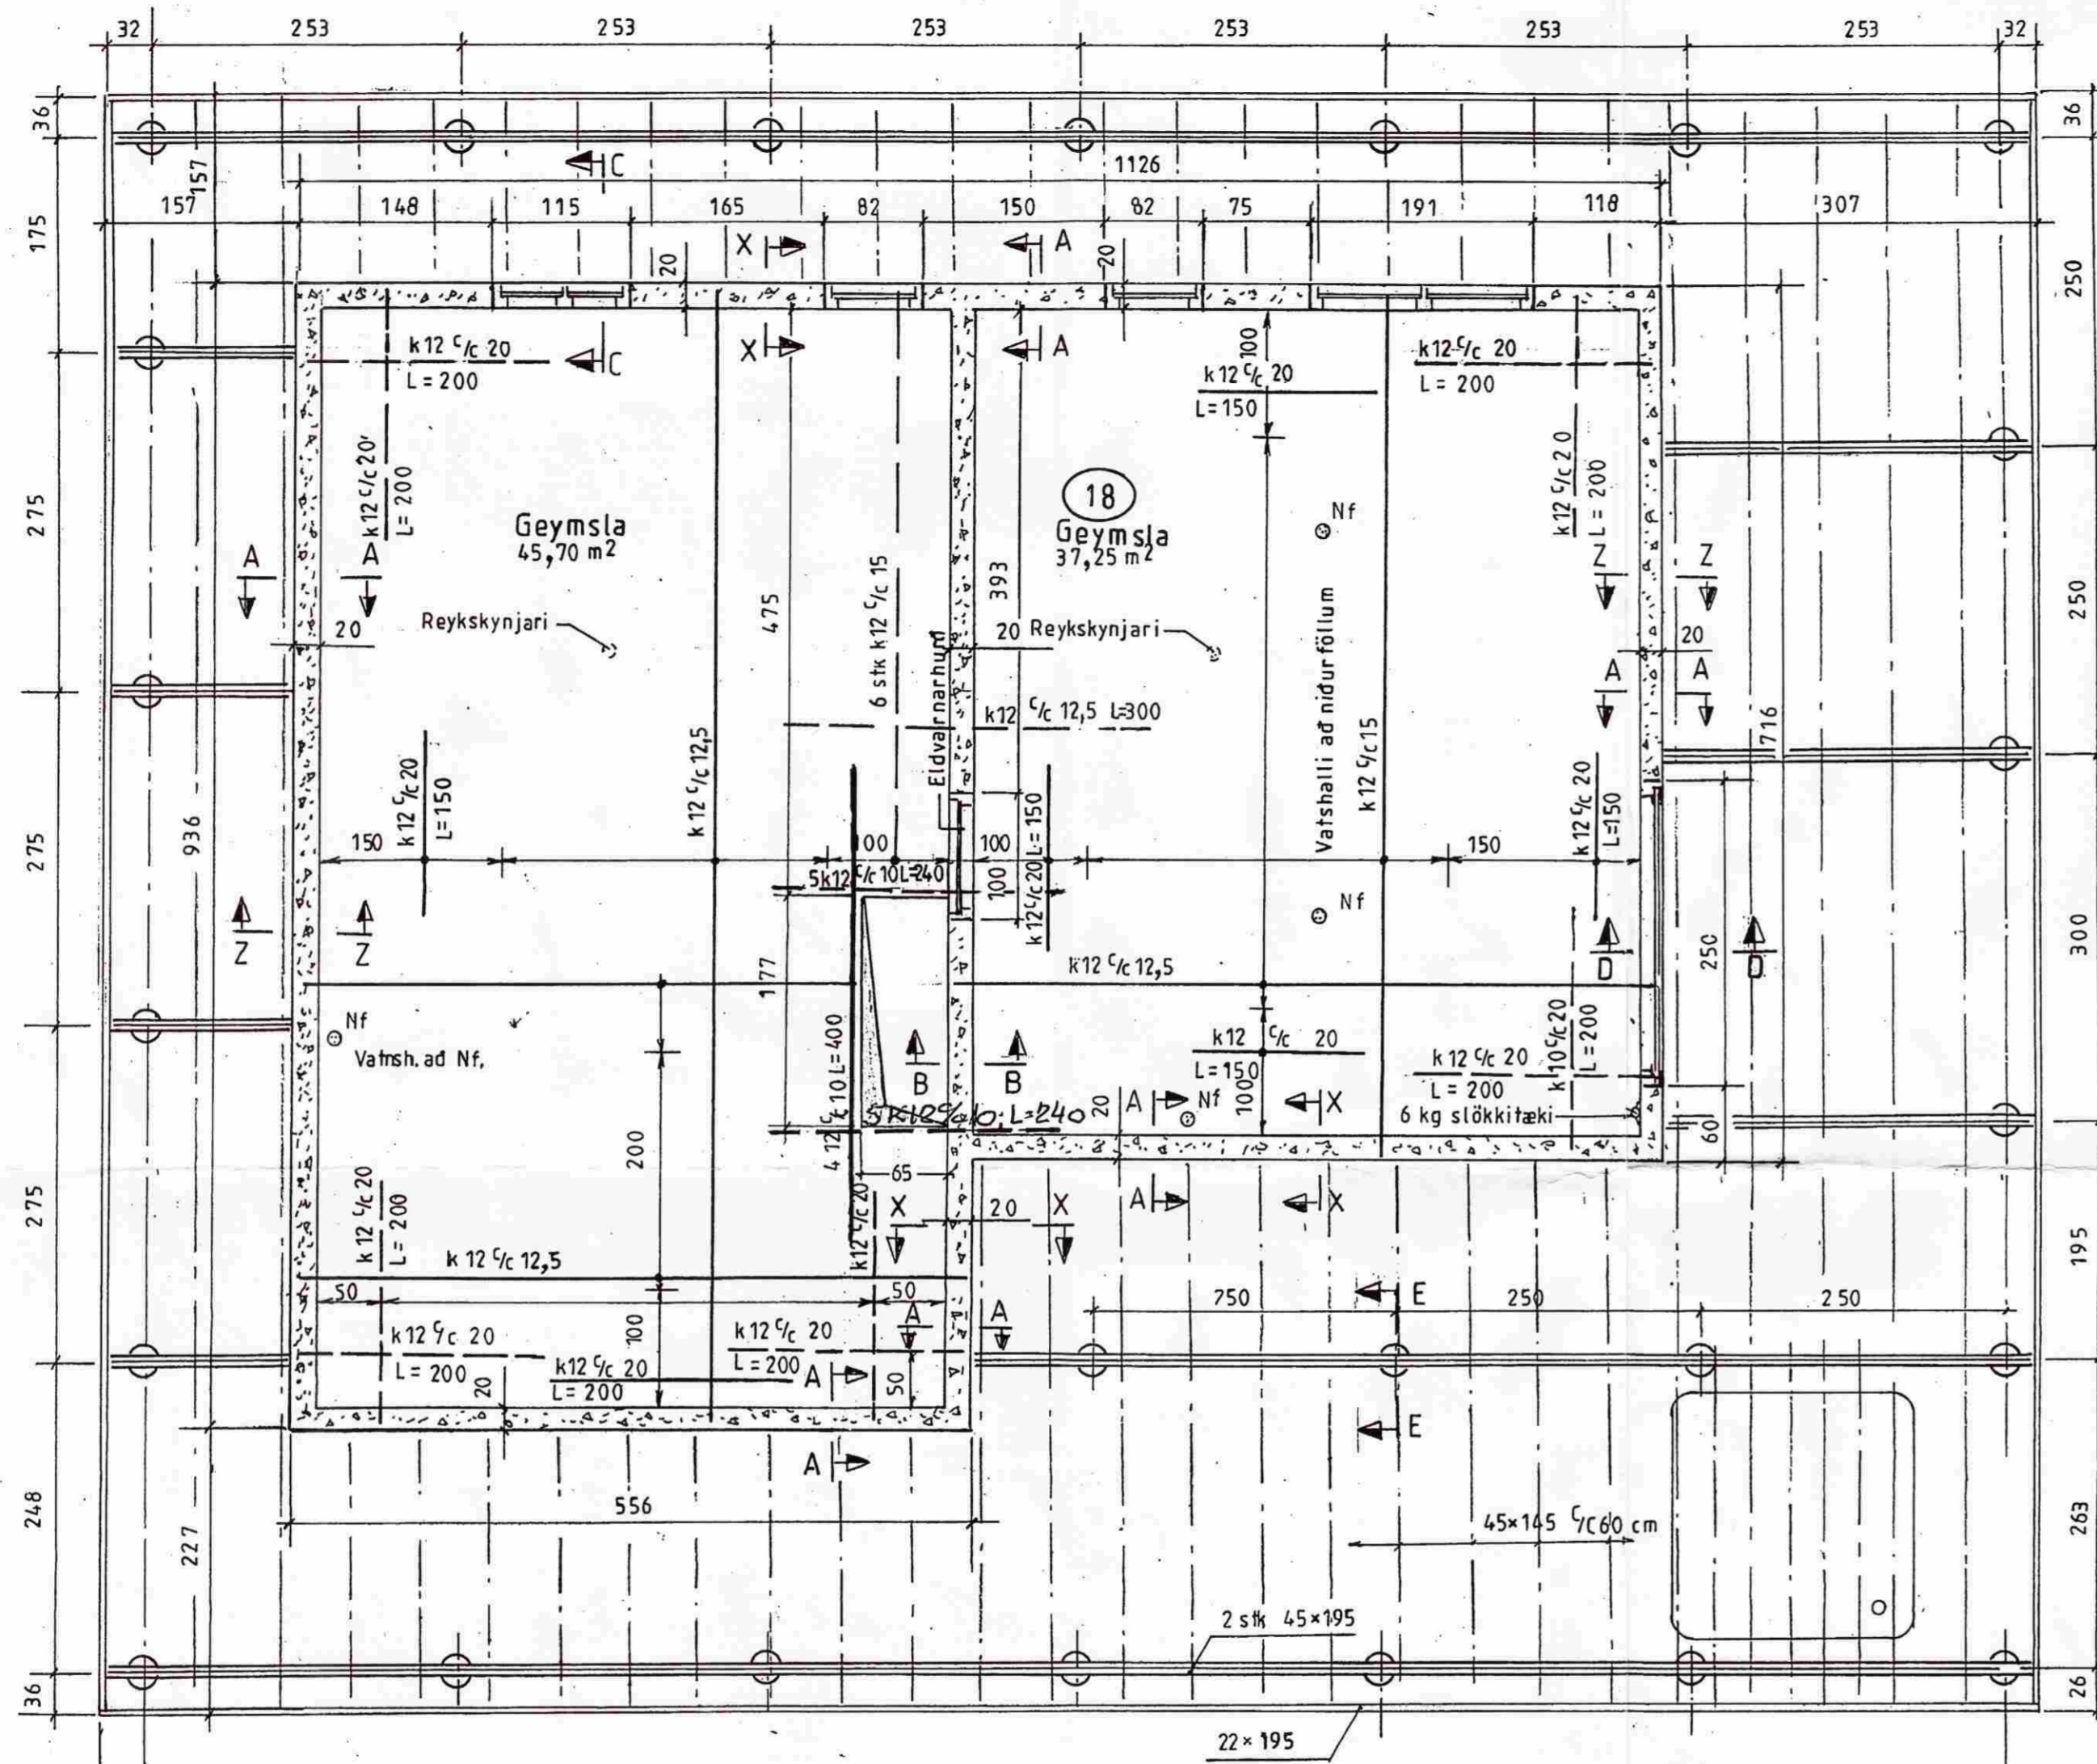 32 253 253 253 253 253 253 32
36
36
C
1126
157
157 148 115 165 82 150 82 75 191 118 307
175
250
X A
20 20
k12 c/c 20
L=200
C
X A
100
k12 c/c 20
L=150
k12 c/c 20
L=200
k12 c/c 20
L=200
k12 c/c 20
L=200
275
Geymsla
45,70 m²
18
Geymsla
37,25 m²
Nf
A A
Z Z
475
6 stk k12 c/c 15
393
250
Reykskynjari
20
20 Reykskynjari
20
Eldvarnarhurð
Vatshalli að niðurföllum
A A
k12 c/c 12,5 L=300
716
k12 c/c 12,5
k12 c/c 15
k12 c/c 20
L=150
k12 c/c 20
L=150
936
275
150 100 100 150
5k12 c/c 10 L=240
100
k12 c/c 20 L=150
Nf
Z Z
177
k12 c/c 12,5
D D
250
300
Nf
Vatnsh. að Nf.
4 12 c/c 10 L=400
B B
k12 c/c 20
L=150
100
k12 c/c 20
L=200
k10 c/c 20
L=200
5 K12 c/c 10, L=240
20
A Nf X
6 kg slökkitæki
60
200
65
k12 c/c 20
L=200
k12 c/c 20
A X
X 20 X
275
195
k 12 c/c 12,5
50 50
750 E 250 250
100
A A
k12 c/c 20
L=200
k12 c/c 20
L=200
k12 c/c 20
L=200
20
A
50
E
A
556
248
227
45×145 c/c 60 cm
263
2 stk 45×195
36
26
22×195